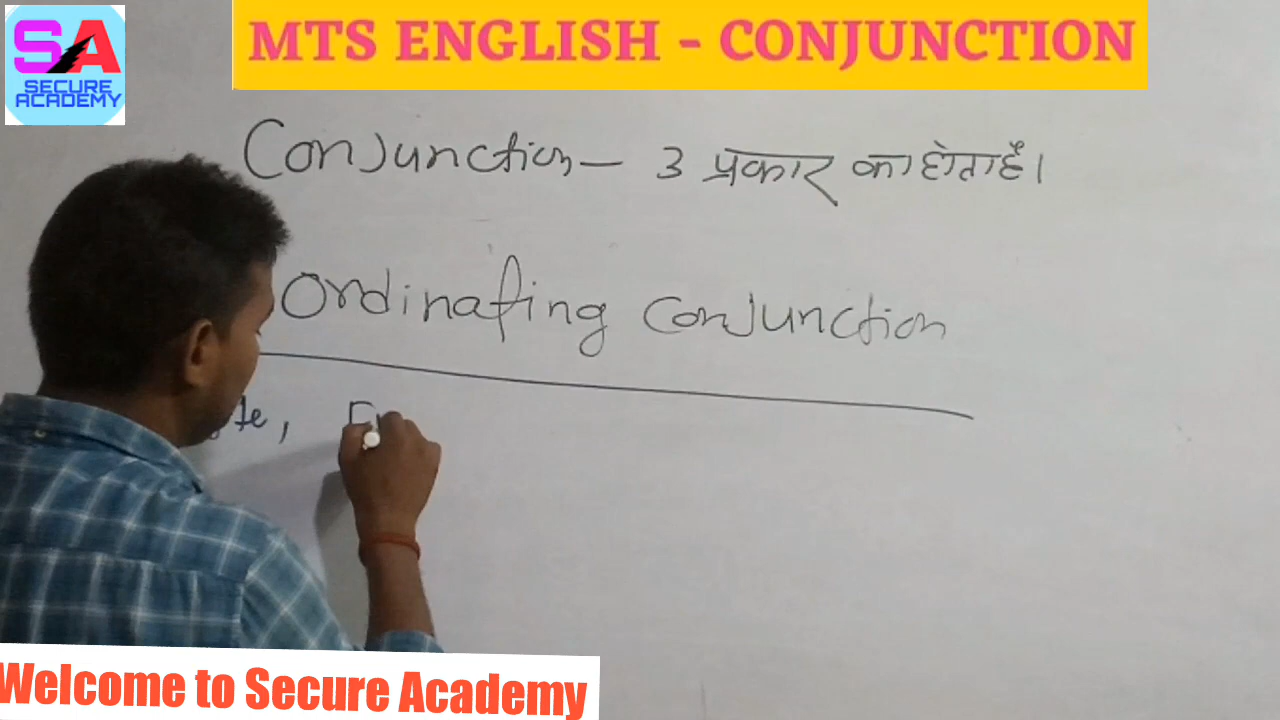 SA
SECURE
ACADEMY
MTS ENGLISH - CONJUNCTION
Conjunction— 3 प्रकार का होता है।
Ordinating Conjunction
Welcome to Secure Academy